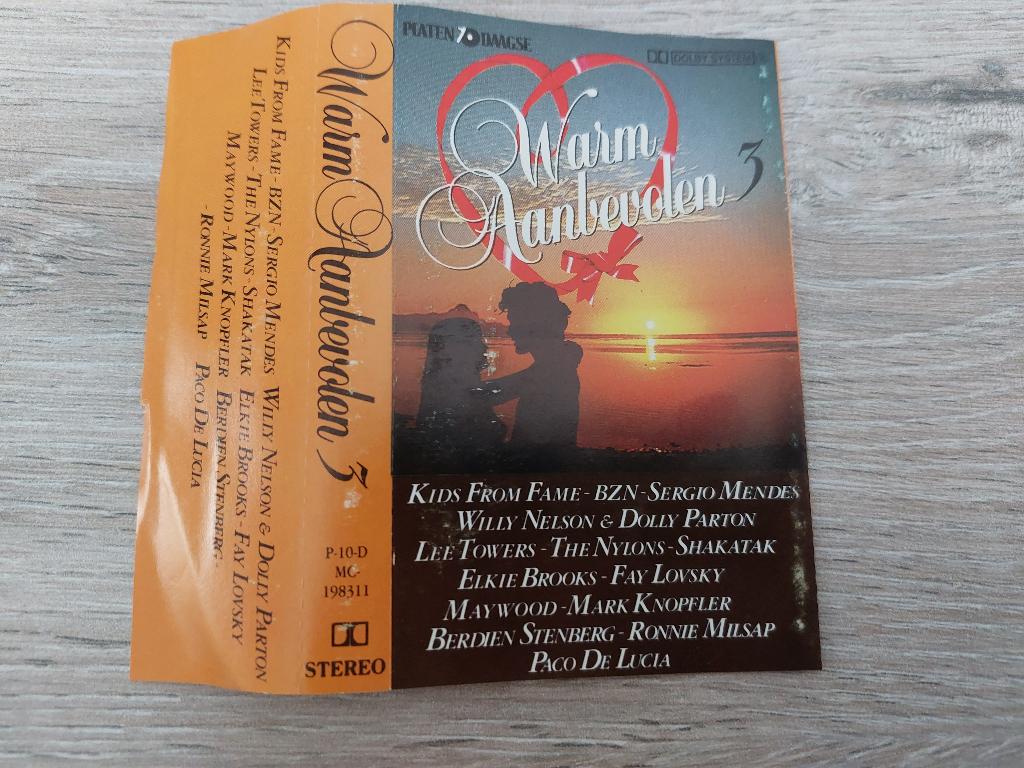 Kids From Fame - BZN - Sergio Mendes Willy Nelson & Dolly Parton
Lee Towers - The Nylons - Shakatak Elkie Brooks - Fay Lovsky
Maywood - Mark Knopfler Berdien Stenberg -
- Ronnie Milsap Paco De Lucia
Warm Aanbevolen 3
P-10-D
MC-
198311
STEREO
PLATEN 10 DAAGSE
DOLBY SYSTEM
Warm
Aanbevolen 3
Kids From Fame - BZN - Sergio Mendes
Willy Nelson & Dolly Parton
Lee Towers - The Nylons - Shakatak
Elkie Brooks - Fay Lovsky
Maywood - Mark Knopfler
Berdien Stenberg - Ronnie Milsap
Paco De Lucia